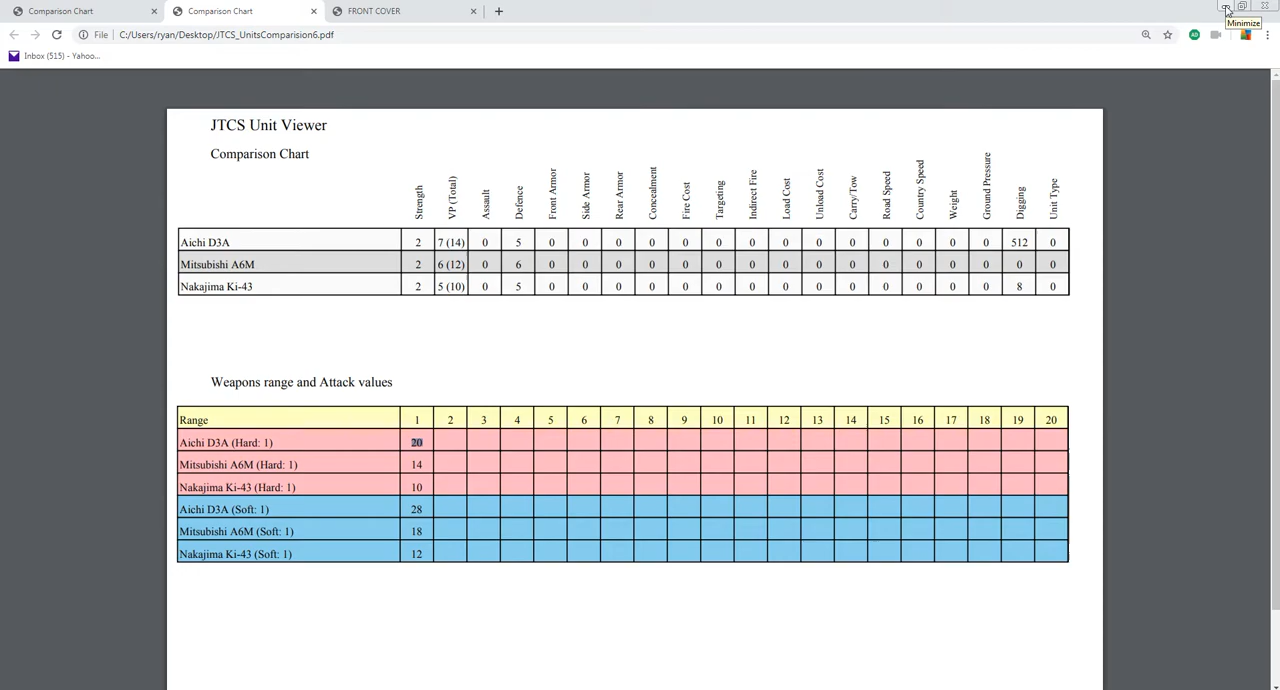 Comparison Chart × Comparison Chart × FRONT COVER × +
File C:/Users/ryan/Desktop/JTCS_UnitsComparision6.pdf
Minimize
Inbox (515) - Yahoo...
JTCS Unit Viewer
Comparison Chart
Strength VP (Total) Assault Defence Front Armor Side Armor Rear Armor Concealment Fire Cost Targeting Indirect Fire Load Cost Unload Cost Carry/Tow Road Speed Country Speed Weight Ground Pressure Digging Unit Type
Aichi D3A 2 7 (14) 0 5 0 0 0 0 0 0 0 0 0 0 0 0 0 0 512 0
Mitsubishi A6M 2 6 (12) 0 6 0 0 0 0 0 0 0 0 0 0 0 0 0 0 0 0
Nakajima Ki-43 2 5 (10) 0 5 0 0 0 0 0 0 0 0 0 0 0 0 0 0 8 0
Weapons range and Attack values
Range 1 2 3 4 5 6 7 8 9 10 11 12 13 14 15 16 17 18 19 20
Aichi D3A (Hard: 1) 20
Mitsubishi A6M (Hard: 1) 14
Nakajima Ki-43 (Hard: 1) 10
Aichi D3A (Soft: 1) 28
Mitsubishi A6M (Soft: 1) 18
Nakajima Ki-43 (Soft: 1) 12